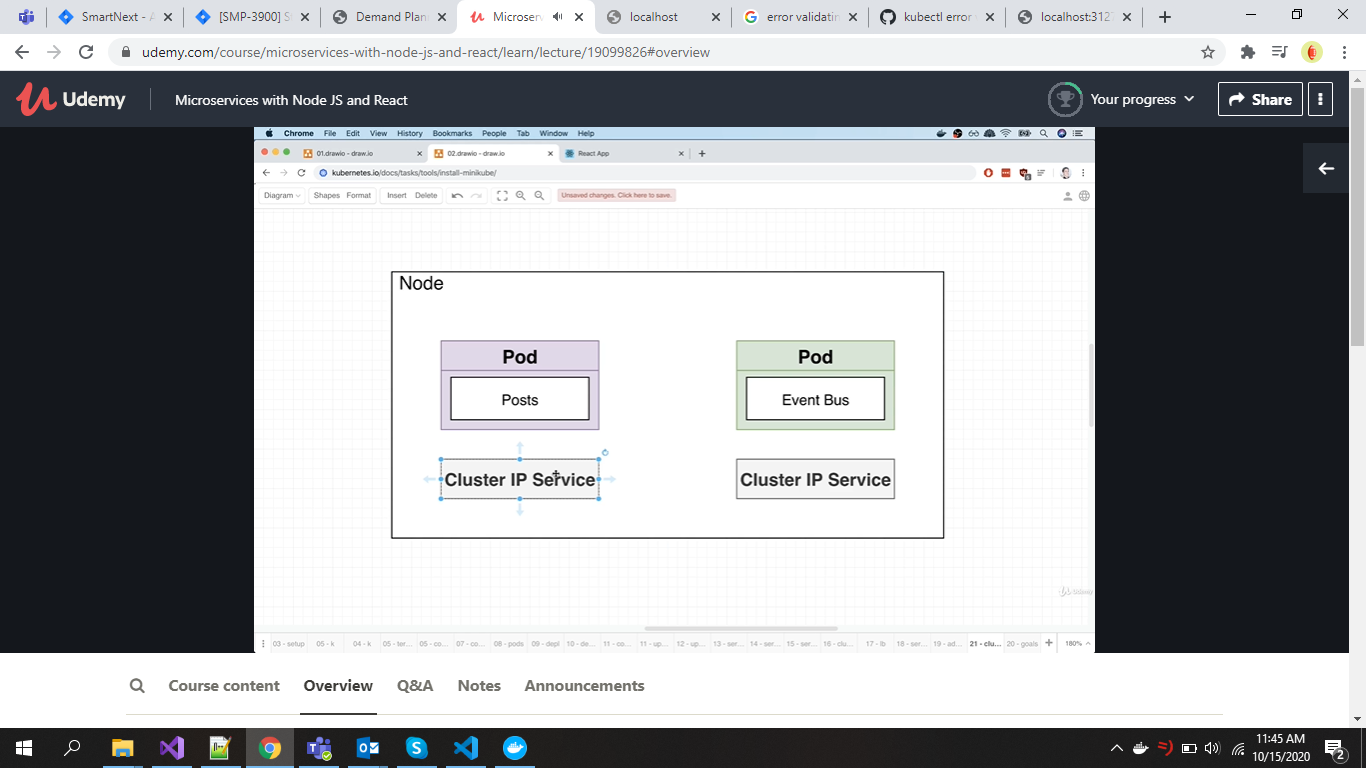 SmartNext - A
[SMP-3900] S
Demand Plan
Microserv
localhost
error validatin
kubectl error
localhost:3127
udemy.com/course/microservices-with-node-js-and-react/learn/lecture/19099826#overview
Udemy
Microservices with Node JS and React
Your progress
Share
Chrome File Edit View History Bookmarks People Tab Window Help
01.drawio - draw.io
02.drawio - draw.io
React App
kubernetes.io/docs/tasks/tools/install-minikube/
Diagram Shapes Format Insert Delete Unsaved changes. Click here to save.
Node
Pod
Posts
Cluster IP Service
Pod
Event Bus
Cluster IP Service
Udemy
03 - setup 05 - k 04 - k 05 - ter... 05 - co... 07 - co... 08 - pods 09 - depl 10 - de... 11 - co... 11 - up... 12 - up... 13 - ser... 14 - ser... 15 - ser... 16 - clu... 17 - lb 18 - ser... 19 - ad... 21 - clu... 20 - goals 180%
Course content Overview Q&A Notes Announcements
11:45 AM
10/15/2020
2